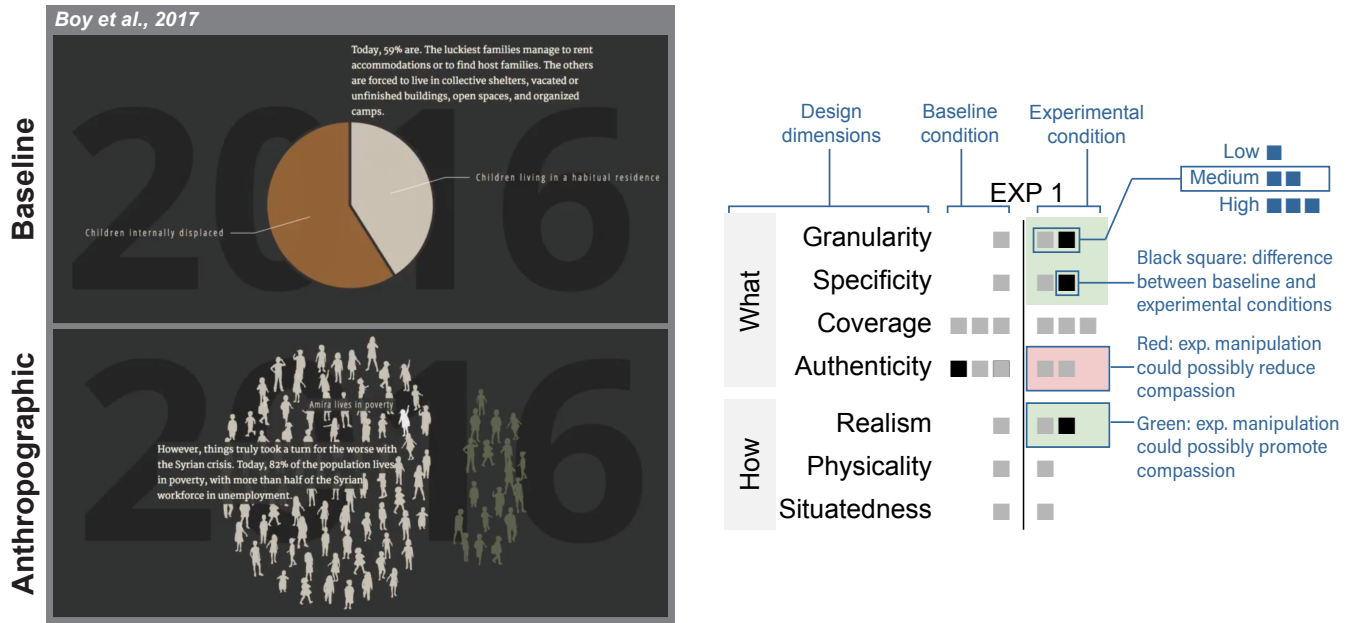 Boy et al., 2017
Baseline
Today, 59% are. The luckiest families manage to rent
accommodations or to find host families. The others
are forced to live in collective shelters, vacated or
unfinished buildings, open spaces, and organized
camps.
2016
Children living in a habitual residence
Children internally displaced
Anthropographic
2016
Amira lives in poverty
However, things truly took a turn for the worse with
the Syrian crisis. Today, 82% of the population lives
in poverty, with more than half of the Syrian
workforce in unemployment.
Design
dimensions
Baseline
condition
Experimental
condition
Low
Medium
High
EXP 1
What
Granularity
Specificity
Coverage
Authenticity
How
Realism
Physicality
Situatedness
Black square: difference
between baseline and
experimental conditions
Red: exp. manipulation
could possibly reduce
compassion
Green: exp. manipulation
could possibly promote
compassion